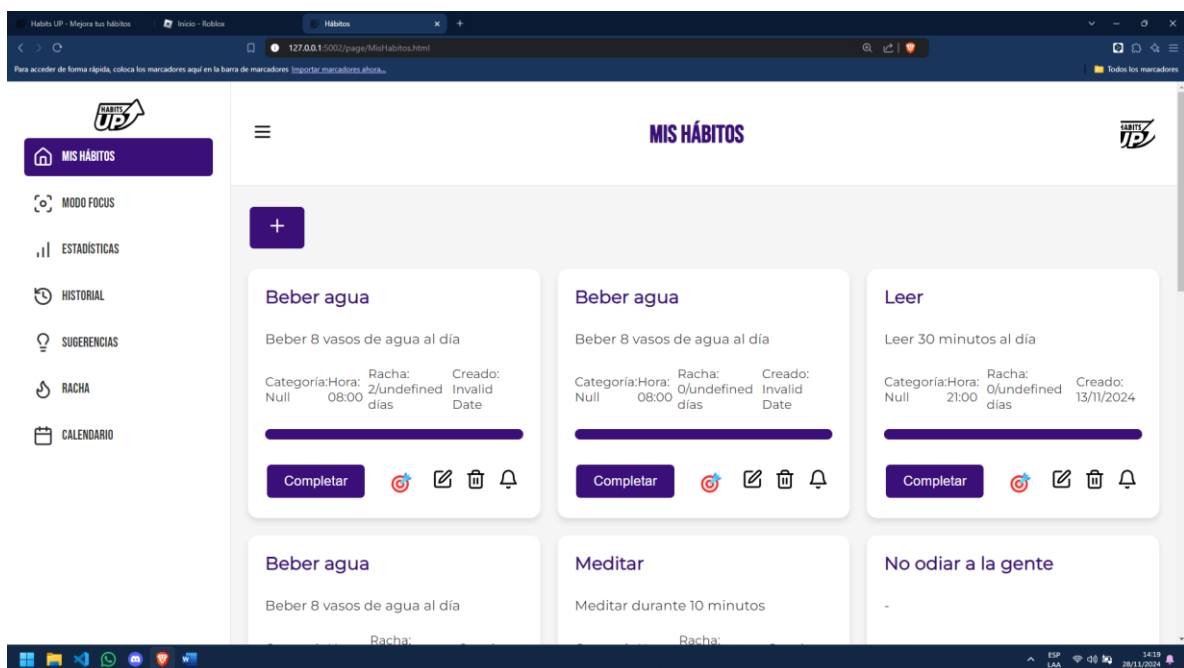 Habits UP - Mejora tus hábitos
Inicio - Roblox
Hábitos
127.0.0.1:5002/page/MisHabitos.html
Para acceder de forma rápida, coloca los marcadores aquí en la barra de marcadores Importar marcadores ahora...
Todos los marcadores
HABITS
UP
MIS HÁBITOS
MODO FOCUS
ESTADÍSTICAS
HISTORIAL
SUGERENCIAS
RACHA
CALENDARIO
MIS HÁBITOS
HABITS
UP
+
Beber agua
Beber 8 vasos de agua al día
Categoría: Null
Hora: 08:00
Racha: 2/undefined días
Creado: Invalid Date
Completar
Beber agua
Beber 8 vasos de agua al día
Categoría: Null
Hora: 08:00
Racha: 0/undefined días
Creado: Invalid Date
Completar
Leer
Leer 30 minutos al día
Categoría: Null
Hora: 21:00
Racha: 0/undefined días
Creado: 13/11/2024
Completar
Beber agua
Beber 8 vasos de agua al día
Racha:
Meditar
Meditar durante 10 minutos
Racha:
No odiar a la gente
-
ESP
LAA
14:19
28/11/2024